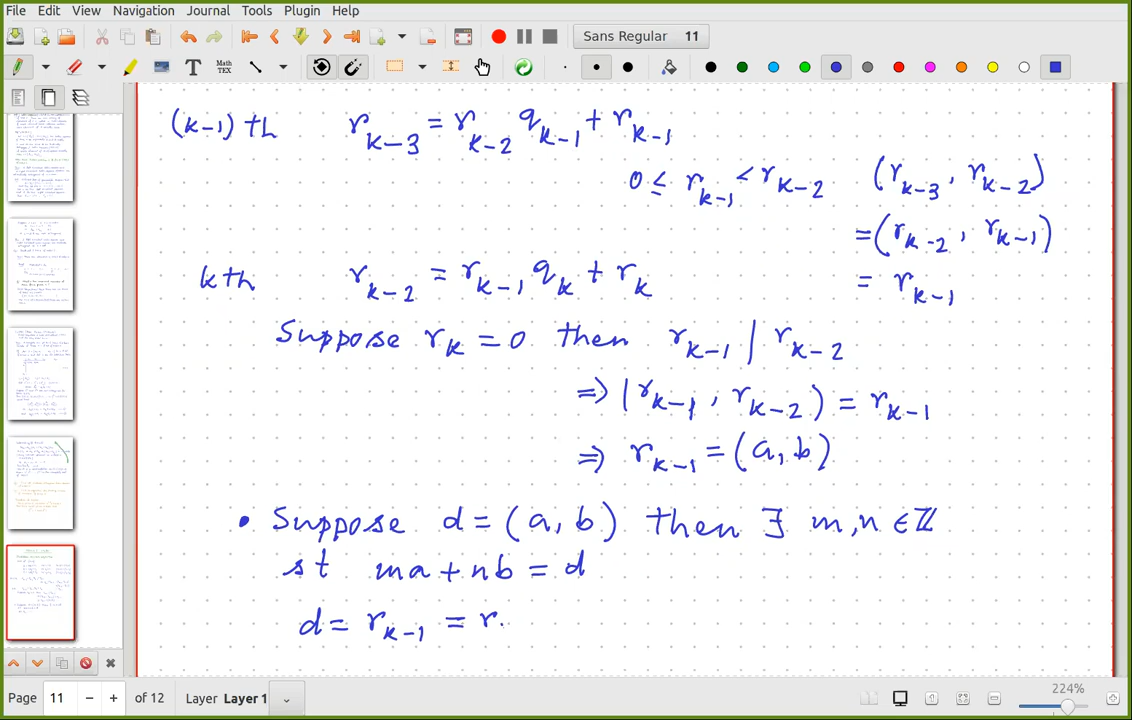 File Edit View Journal Tools Plugin Help
Sans Regular 11
T Math TEX
(k-1) th r_{k-3} = r_{k-2} q_{k-1} + r_{k-1}
0 ≤ r_{k-1} < r_{k-2} (r_{k-3}, r_{k-2})
= (r_{k-2}, r_{k-1})
kth r_{k-2} = r_{k-1} q_k + r_k
= r_{k-1}
Suppose r_k = 0 then r_{k-1} | r_{k-2}
⇒ (r_{k-1}, r_{k-2}) = r_{k-1}
⇒ r_{k-1} = (a, b)
• Suppose d = (a, b) then ∃ m, n ∈ ℤ
st ma + nb = d
d = r_{k-1} = r
Page 11 − + of 12 Layer Layer 1 224%